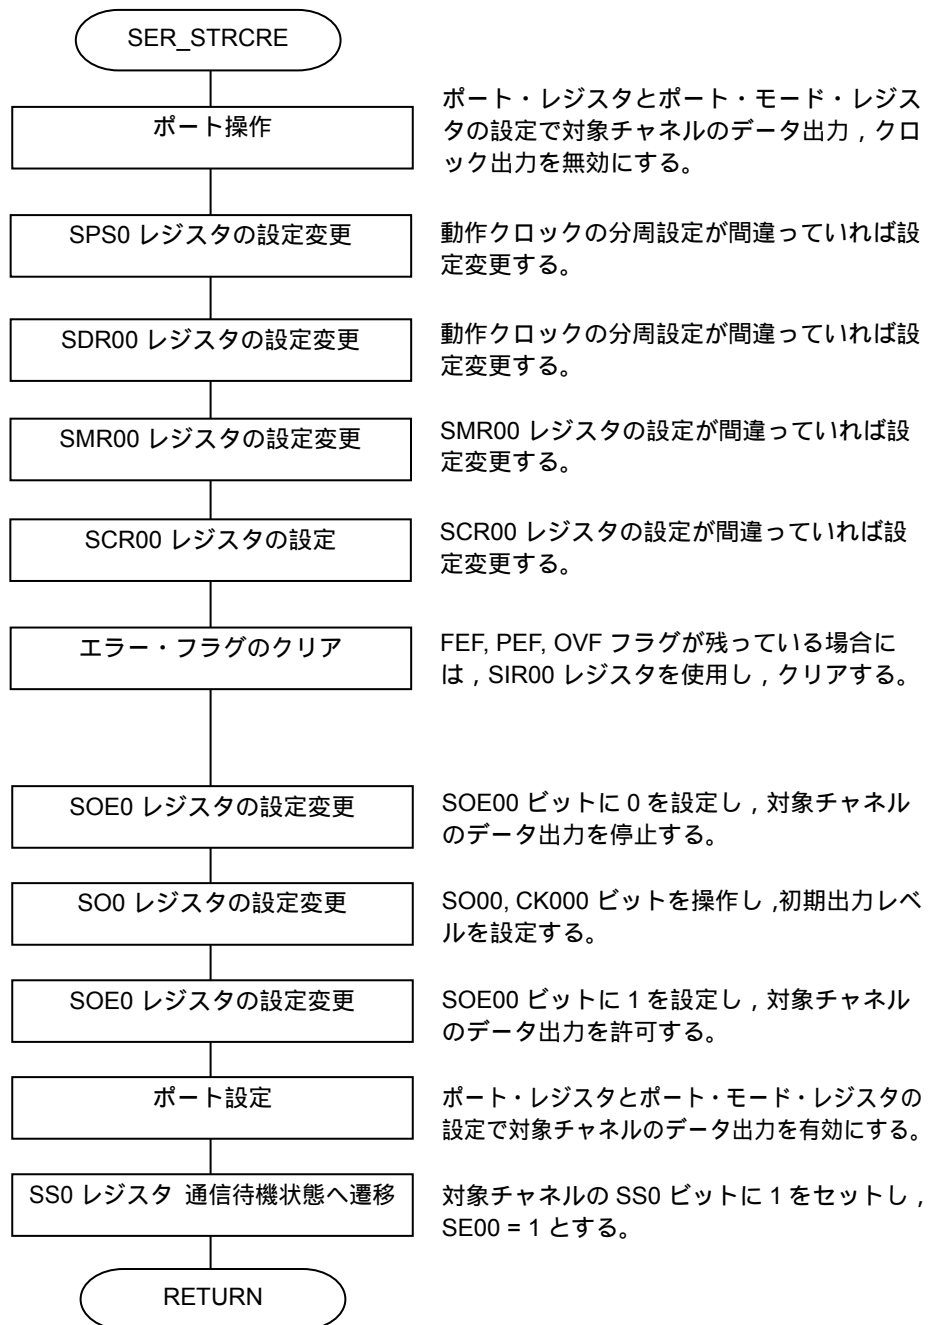 SER_STRCRE
ポート操作
ポート・レジスタとポート・モード・レジス
タの設定で対象チャネルのデータ出力，クロ
ック出力を無効にする。
SPS0 レジスタの設定変更
動作クロックの分周設定が間違っていれば設
定変更する。
SDR00 レジスタの設定変更
動作クロックの分周設定が間違っていれば設
定変更する。
SMR00 レジスタの設定変更
SMR00 レジスタの設定が間違っていれば設
定変更する。
SCR00 レジスタの設定
SCR00 レジスタの設定が間違っていれば設
定変更する。
エラー・フラグのクリア
FEF, PEF, OVF フラグが残っている場合に
は，SIR00 レジスタを使用し，クリアする。
SOE0 レジスタの設定変更
SOE00 ビットに 0 を設定し，対象チャネル
のデータ出力を停止する。
SO0 レジスタの設定変更
SO00, CK000 ビットを操作し，初期出力レベ
ルを設定する。
SOE0 レジスタの設定変更
SOE00 ビットに 1 を設定し，対象チャネル
のデータ出力を許可する。
ポート設定
ポート・レジスタとポート・モード・レジスタの
設定で対象チャネルのデータ出力を有効にする。
SS0 レジスタ 通信待機状態へ遷移
対象チャネルの SS0 ビットに 1 をセットし，
SE00 = 1 とする。
RETURN